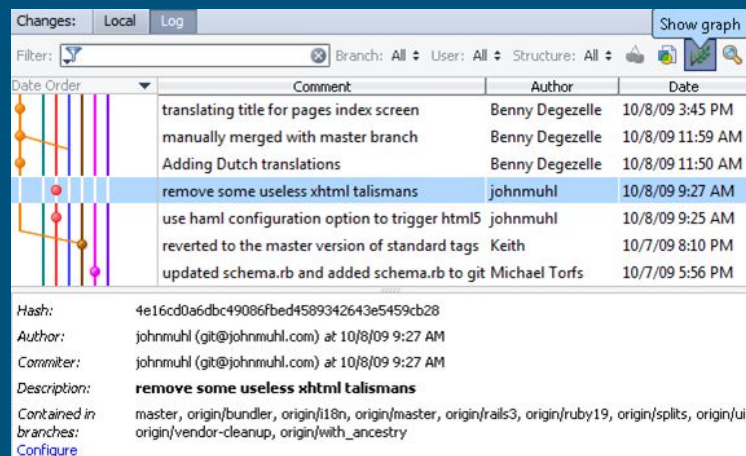 Changes: Local Log
Show graph
Filter: Branch: All User: All Structure: All
Date Order Comment Author Date
translating title for pages index screen Benny Degezelle 10/8/09 3:45 PM
manually merged with master branch Benny Degezelle 10/8/09 11:59 AM
Adding Dutch translations Benny Degezelle 10/8/09 11:50 AM
remove some useless xhtml talismans johnmuhl 10/8/09 9:27 AM
use haml configuration option to trigger html5 johnmuhl 10/8/09 9:25 AM
reverted to the master version of standard tags Keith 10/7/09 8:10 PM
updated schema.rb and added schema.rb to git Michael Torfs 10/7/09 5:56 PM
Hash: 4e16cd0a6dbc49086fbed4589342643e5459cb28
Author: johnmuhl (git@johnmuhl.com) at 10/8/09 9:27 AM
Commiter: johnmuhl (git@johnmuhl.com) at 10/8/09 9:27 AM
Description: remove some useless xhtml talismans
Contained in branches: master, origin/bundler, origin/i18n, origin/master, origin/rails3, origin/ruby19, origin/splits, origin/ui
origin/vendor-cleanup, origin/with_ancestry
Configure